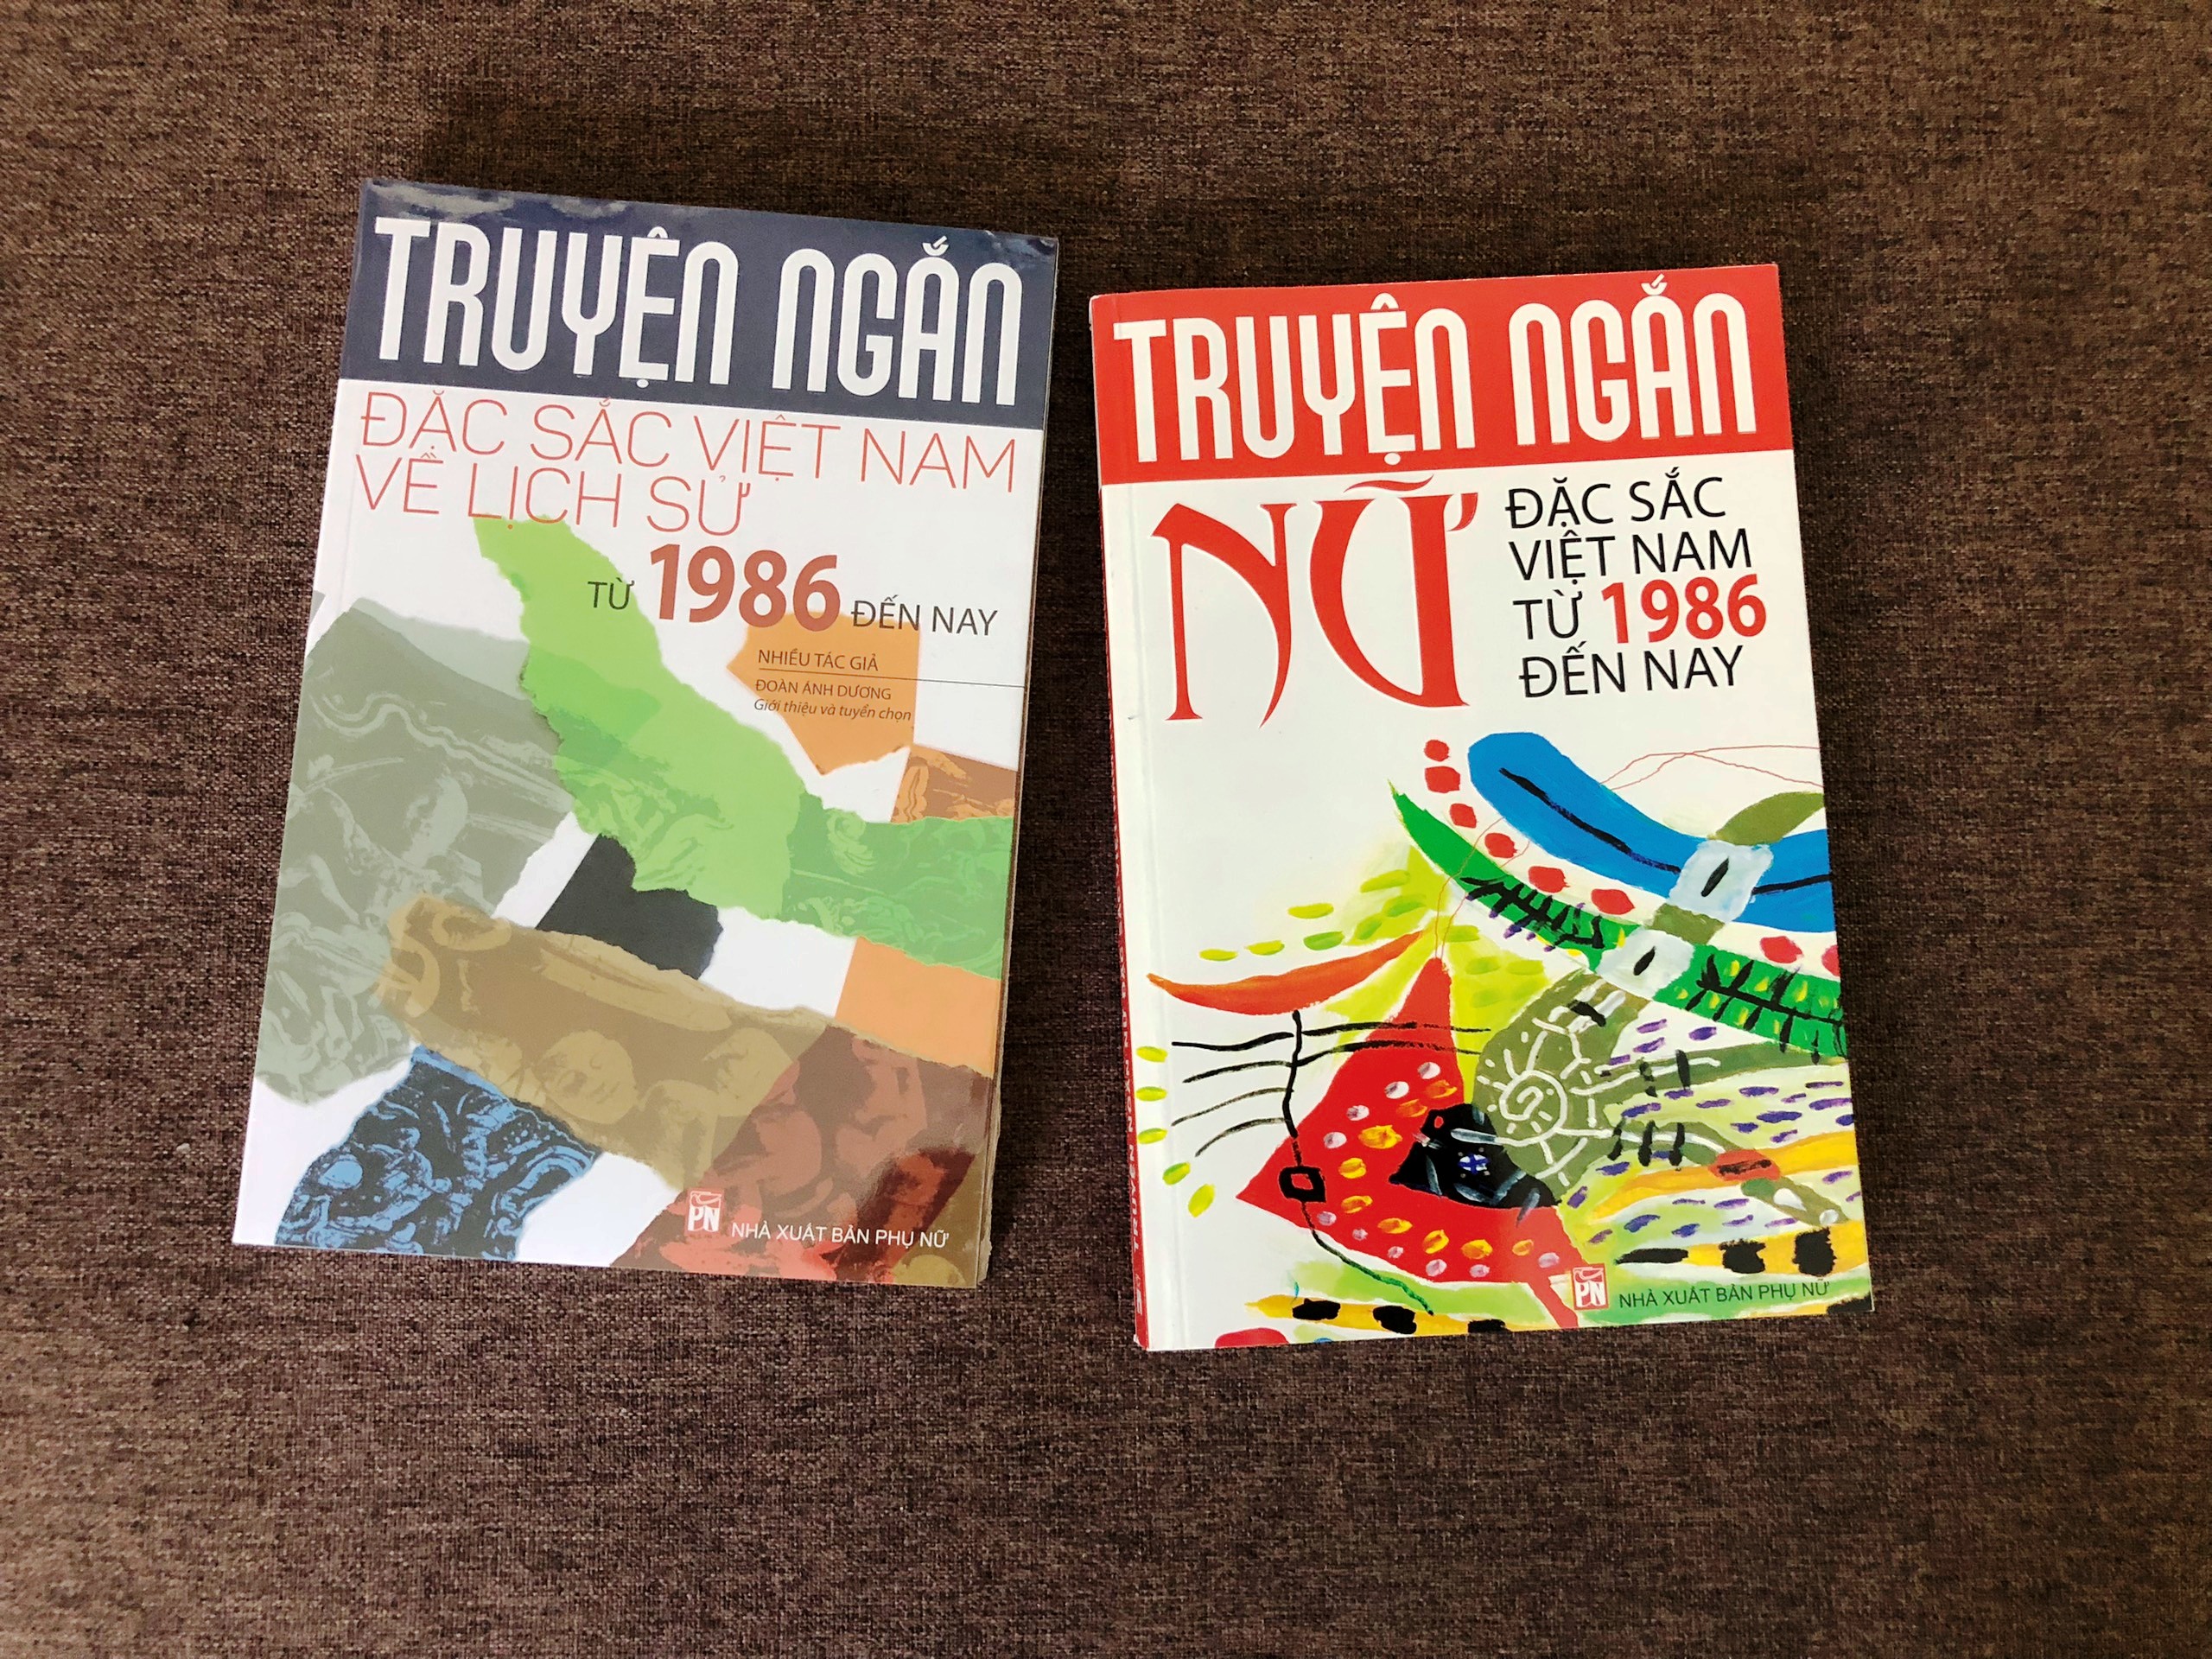 TRUYỆN NGẮN
ĐẶC SẮC VIỆT NAM
VỀ LỊCH SỬ
TỪ 1986 ĐẾN NAY
NHIỀU TÁC GIẢ
ĐOÀN ÁNH DƯƠNG
Giới thiệu và tuyển chọn
PN
NHÀ XUẤT BẢN PHỤ NỮ
TRUYỆN NGẮN
NỮ
ĐẶC SẮC
VIỆT NAM
TỪ 1986
ĐẾN NAY
PN
NHÀ XUẤT BẢN PHỤ NỮ